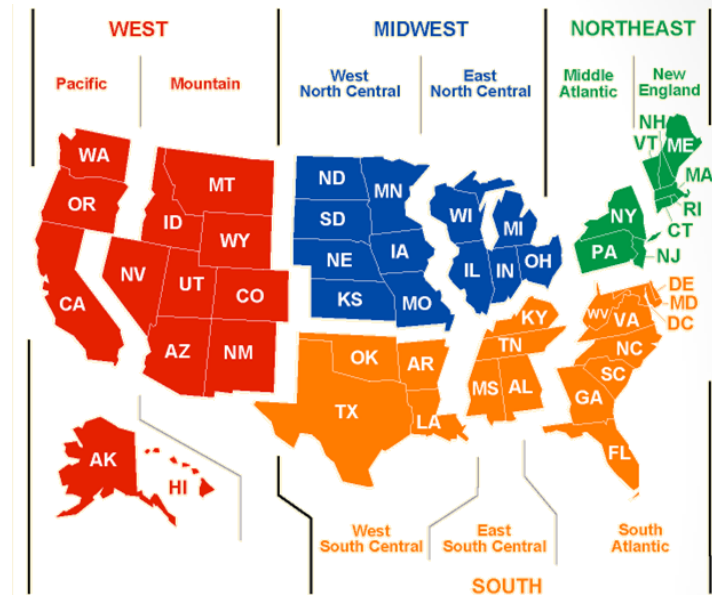 WEST
MIDWEST
NORTHEAST
Pacific
Mountain
West
North Central
East
North Central
Middle
Atlantic
New
England
WA
OR
CA
NV
ID
MT
WY
UT
CO
AZ
NM
AK
HI
ND
SD
NE
KS
MN
IA
MO
WI
IL
MI
IN
OH
NH
VT
ME
MA
RI
CT
NY
PA
NJ
DE
MD
DC
WV
VA
NC
SC
GA
FL
KY
TN
MS
AL
OK
AR
TX
LA
West
South Central
East
South Central
South
Atlantic
SOUTH